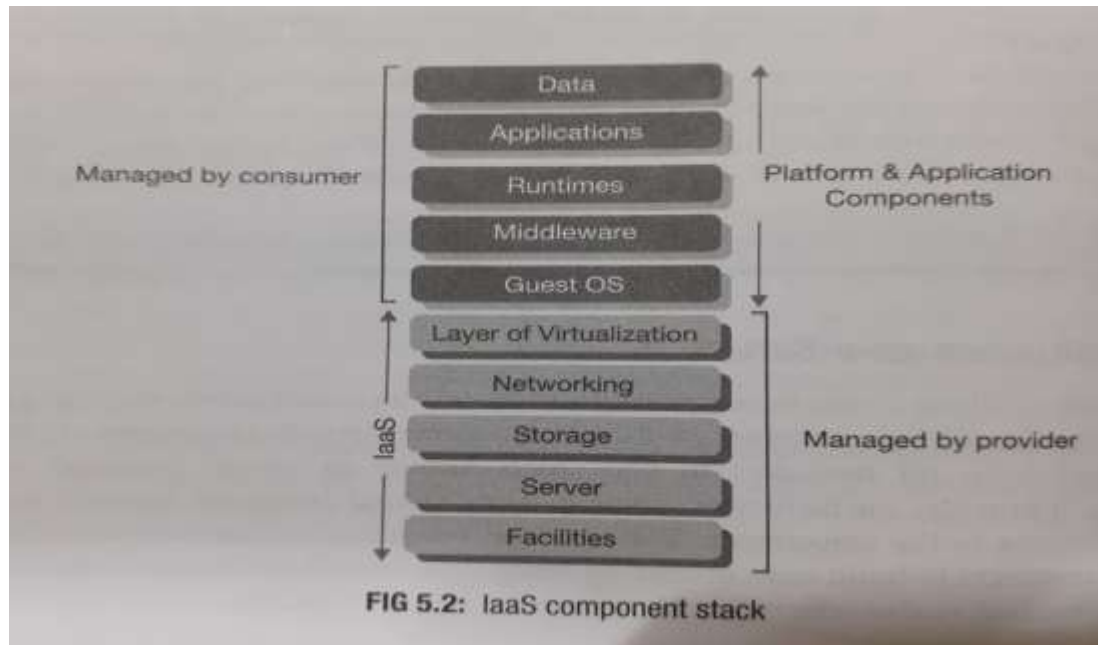 Data
Applications
Managed by consumer
Runtimes
Platform & Application
Components
Middleware
Guest OS
Layer of Virtualization
Networking
IaaS
Storage
Managed by provider
Server
Facilities
FIG 5.2: IaaS component stack